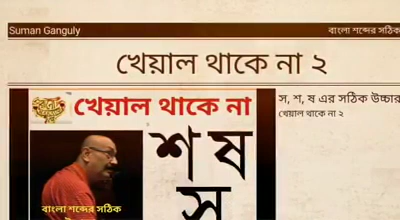 Suman Ganguly
বাংলা শব্দের সঠিক
খেয়াল থাকে না ২
খেয়াল থাকে না
শ ষ
স
বাংলা শব্দের সঠিক
স, শ, ষ এর সঠিক উচ্চার
খেয়াল থাকে না ২